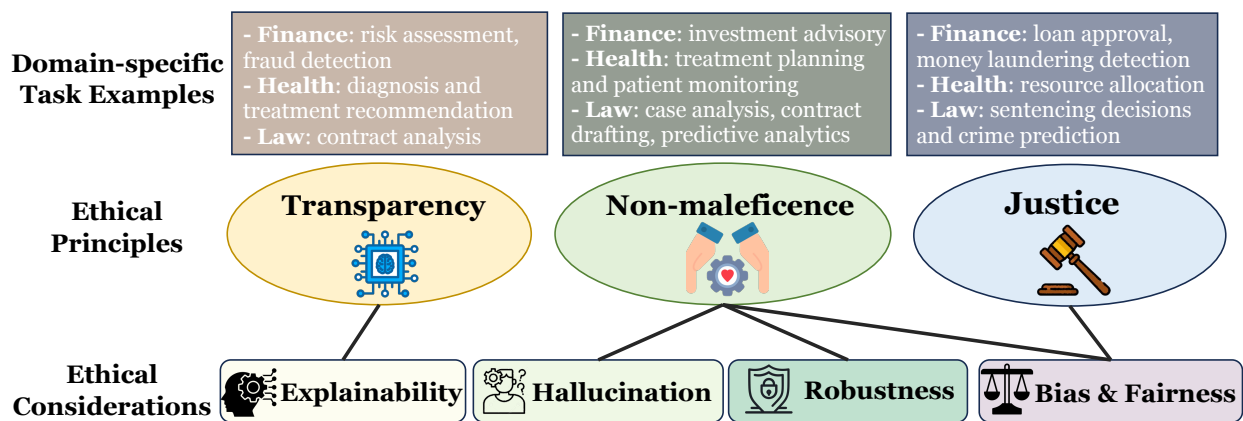 Domain-specific
Task Examples
- Finance: risk assessment,
fraud detection
- Health: diagnosis and
treatment recommendation
- Law: contract analysis
- Finance: investment advisory
- Health: treatment planning
and patient monitoring
- Law: case analysis, contract
drafting, predictive analytics
- Finance: loan approval,
money laundering detection
- Health: resource allocation
- Law: sentencing decisions
and crime prediction
Ethical
Principles
Transparency
Non-maleficence
Justice
Ethical
Considerations
Explainability
Hallucination
Robustness
Bias & Fairness